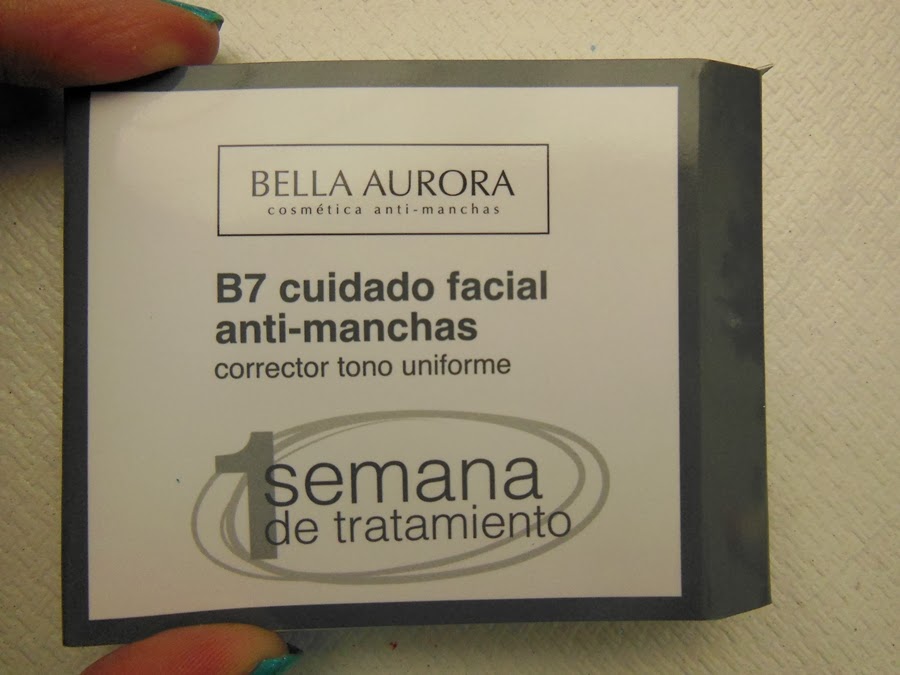 BELLA AURORA
cosmética anti-manchas
B7 cuidado facial
anti-manchas
corrector tono uniforme
1 semana
de tratamiento